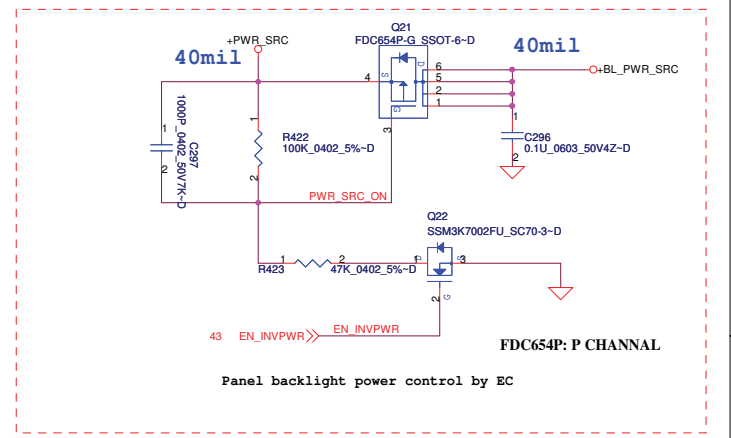 Q21
+PWR_SRC
FDC654P-G_SSOT-6~D
40mil
40mil
4
S
D
G
6
5
2
1
+BL_PWR_SRC
3
1
2
C297
1000P_0402_50V7K~D
1
2
R422
100K_0402_5%~D
1
2
C296
0.1U_0603_50V4Z~D
PWR_SRC_ON
Q22
SSM3K7002FU_SC70-3~D
R423
1
2
47K_0402_5%~D
1
D
S
3
2
G
43
EN_INVPWR
EN_INVPWR
FDC654P: P CHANNAL
Panel backlight power control by EC